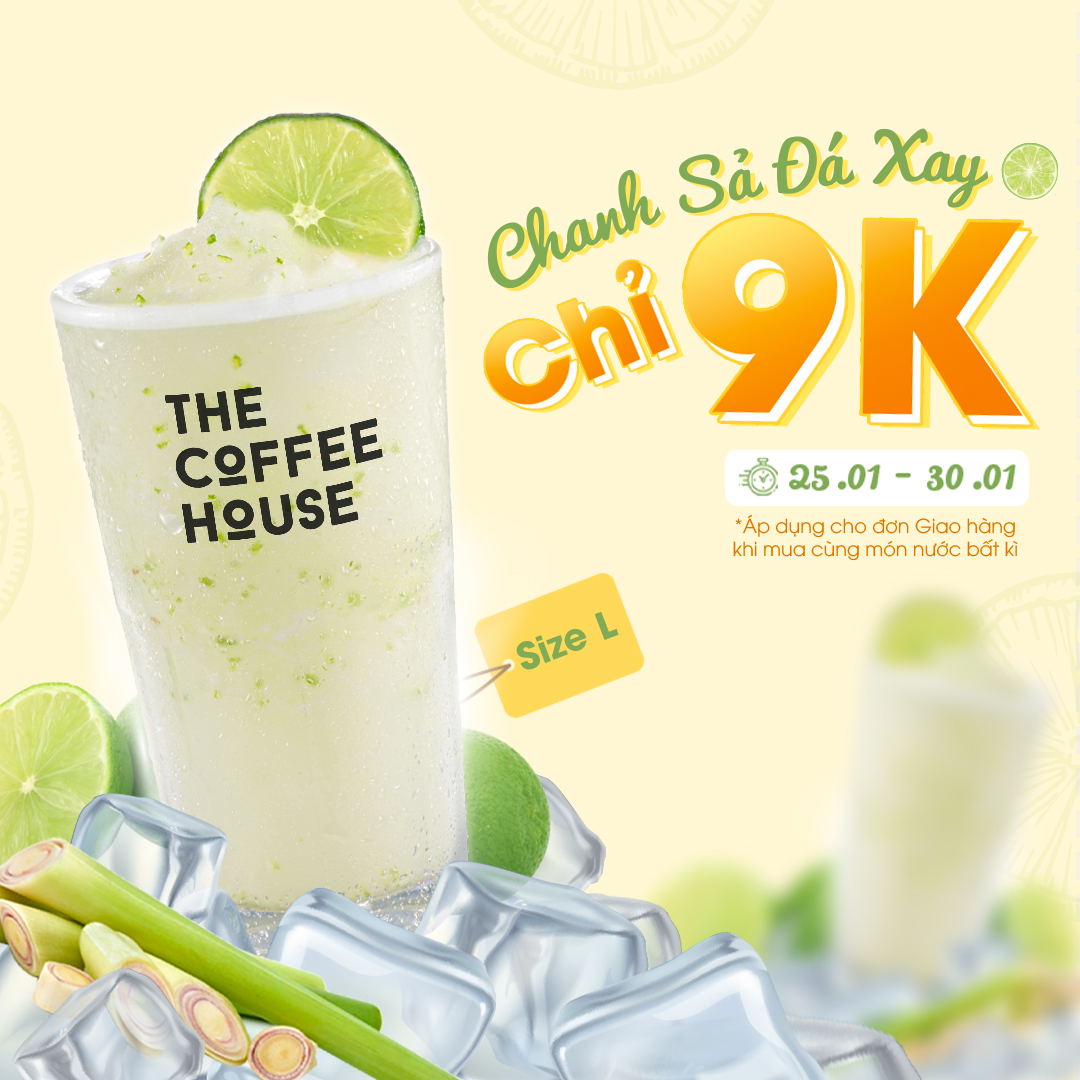 Chanh Sả Đá Xay
Chỉ 9K
25.01 - 30.01
*Áp dụng cho đơn Giao hàng
khi mua cùng món nước bất kì
THE
COFFEE
HOUSE
Size L